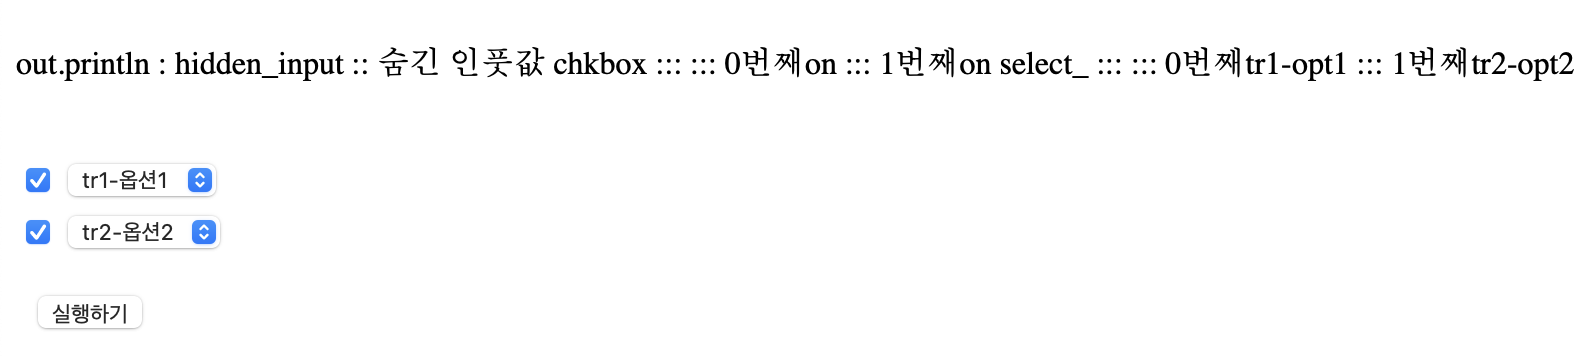 out.println : hidden_input :: 숨긴 인풋값 chkbox ::: ::: 0번째on ::: 1번째on select_ ::: ::: 0번째tr1-opt1 ::: 1번째tr2-opt2
tr1-옵션1
tr2-옵션2
실행하기